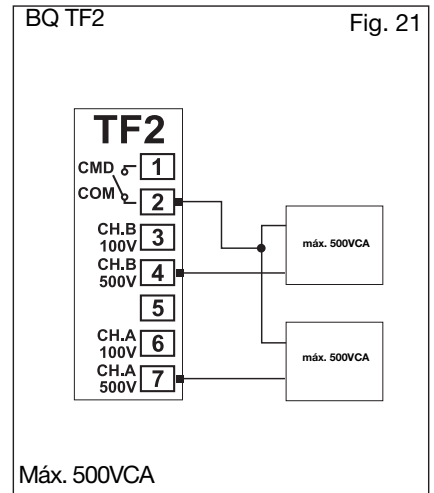 BQ TF2
Fig. 21
TF2
CMD 1
COM 2
CH.B
100V 3
CH.B
500V 4
5
CH.A
100V 6
CH.A
500V 7
máx. 500VCA
máx. 500VCA
Máx. 500VCA